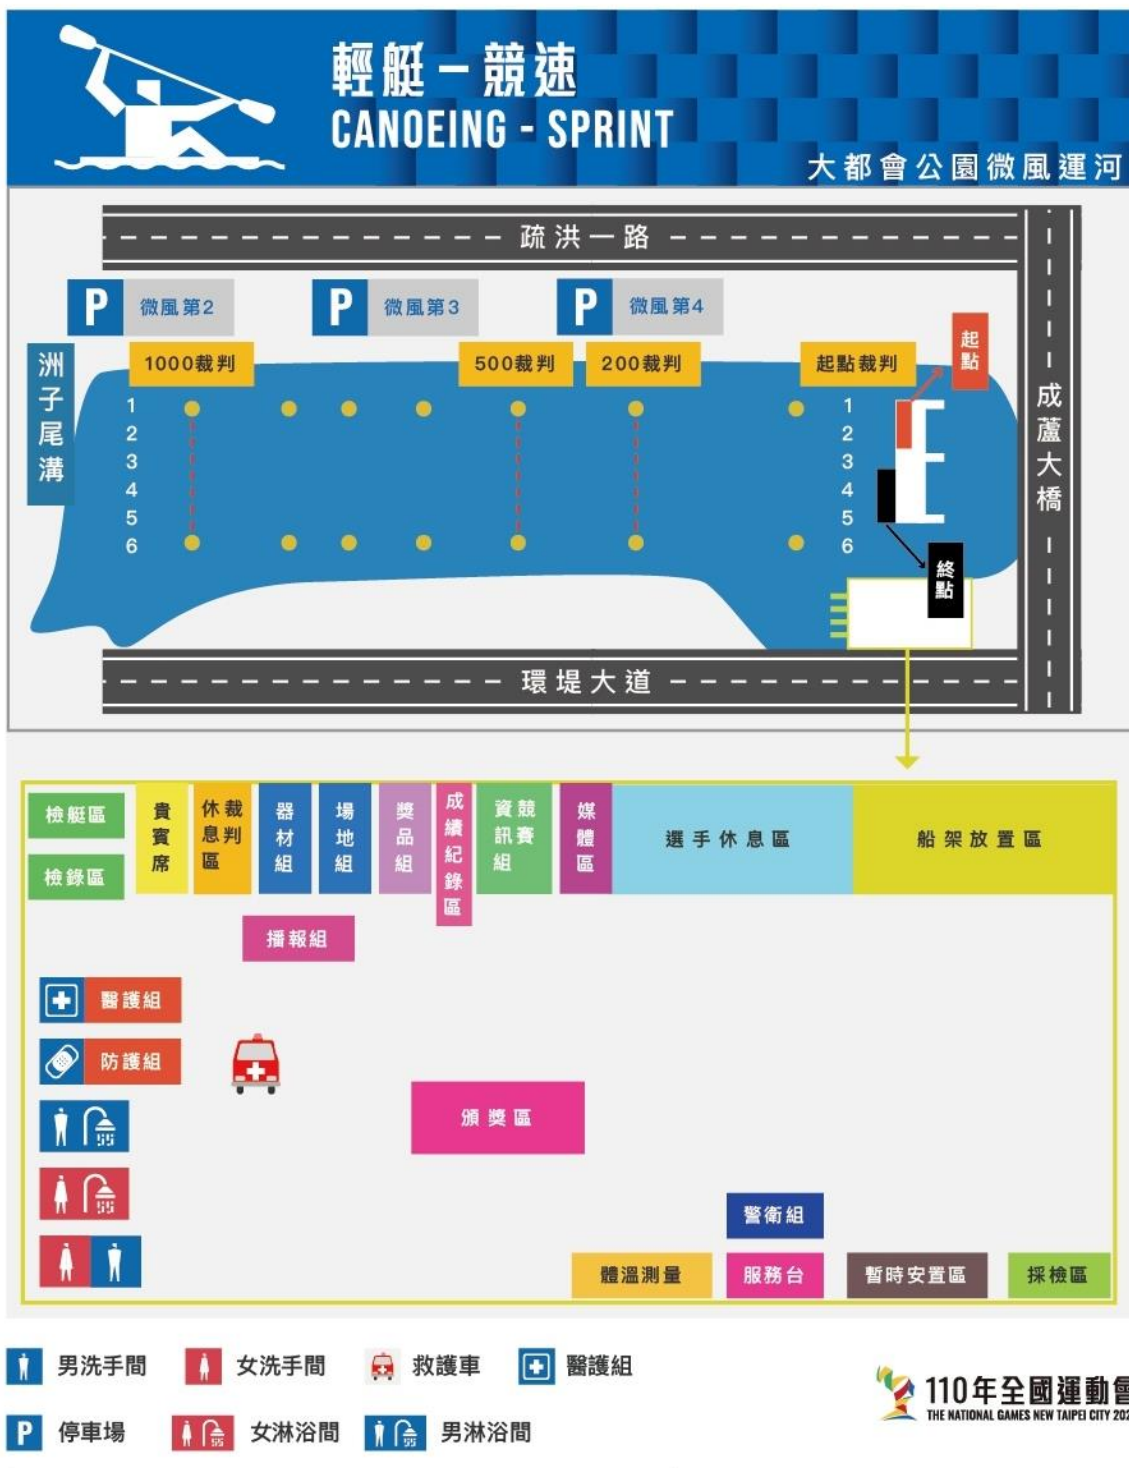 輕艇－競速
CANOEING - SPRINT
大都會公園微風運河
疏洪一路
P 微風第2
P 微風第3
P 微風第4
起點
洲子尾溝
1000裁判
500裁判
200裁判
起點裁判
成蘆大橋
1
2
3
4
5
6
1
2
3
4
5
6
終點
環堤大道
檢艇區
檢錄區
貴賓席
裁判休息區
器材組
場地組
獎品組
成績紀錄區
競賽資訊組
媒體區
選手休息區
船架放置區
播報組
醫護組
防護組
頒獎區
警衛組
體溫測量
服務台
暫時安置區
採檢區
男洗手間
女洗手間
救護車
醫護組
P 停車場
女淋浴間
男淋浴間
110年全國運動會
THE NATIONAL GAMES NEW TAIPEI CITY 202